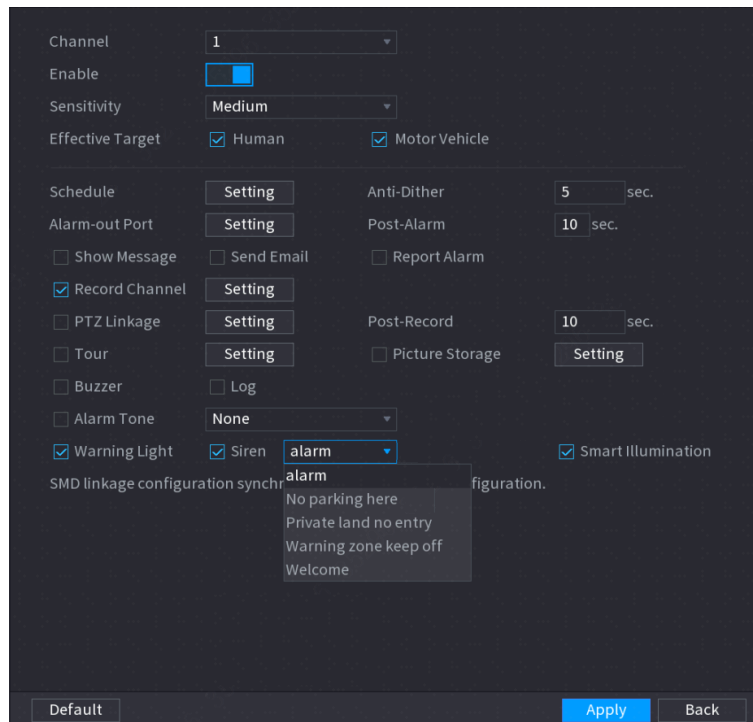 Channel 1
Enable
Sensitivity Medium
Effective Target Human Motor Vehicle
Schedule Setting Anti-Dither 5 sec.
Alarm-out Port Setting Post-Alarm 10 sec.
Show Message Send Email Report Alarm
Record Channel Setting
PTZ Linkage Setting Post-Record 10 sec.
Tour Setting Picture Storage Setting
Buzzer Log
Alarm Tone None
Warning Light Siren alarm Smart Illumination
alarm
SMD linkage configuration synchr figuration.
No parking here
Private land no entry
Warning zone keep off
Welcome
Default Apply Back